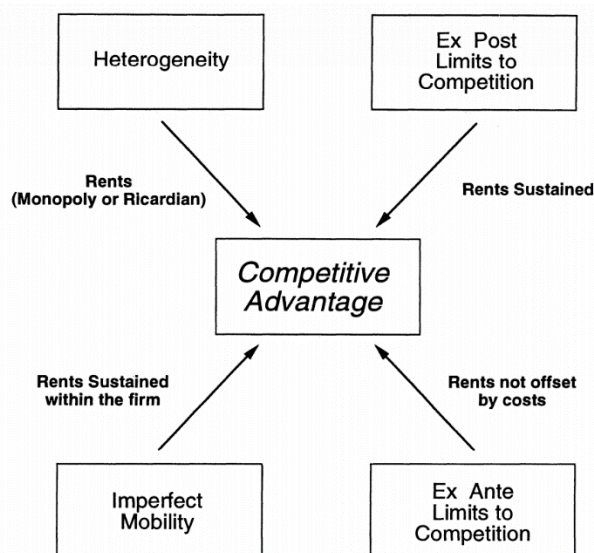 Heterogeneity
Ex Post
Limits to
Competition
Rents
(Monopoly or Ricardian)
Rents Sustained
Competitive
Advantage
Rents Sustained
within the firm
Rents not offset
by costs
Imperfect
Mobility
Ex Ante
Limits to
Competition